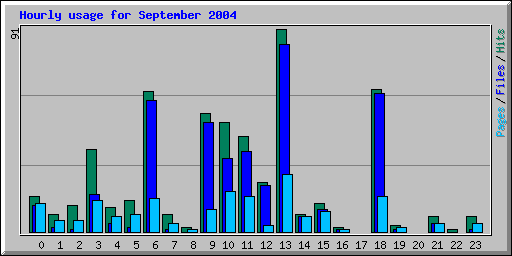 Hourly usage for September 2004
91
Pages / Files / Hits
0 1 2 3 4 5 6 7 8 9 10 11 12 13 14 15 16 17 18 19 20 21 22 23